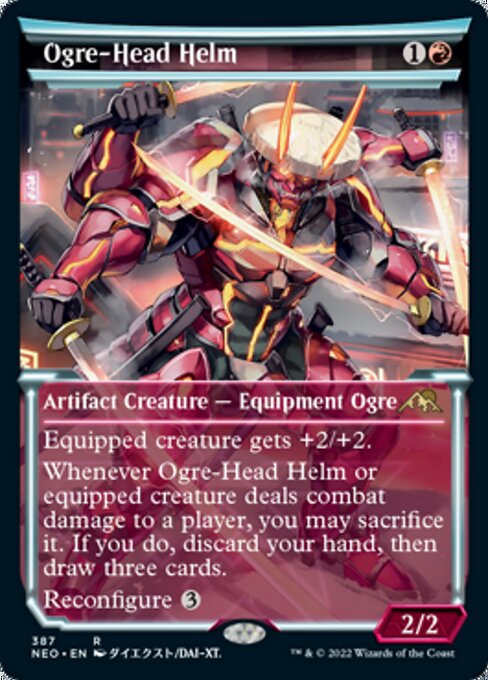 Ogre-Head Helm 1
Artifact Creature — Equipment Ogre
Equipped creature gets +2/+2.
Whenever Ogre-Head Helm or
equipped creature deals combat
damage to a player, you may sacrifice
it. If you do, discard your hand, then
draw three cards.
Reconfigure 3
2/2
387 R
NEO • EN ダイエクスト/DAI-XT.
™ & © 2022 Wizards of the Coast